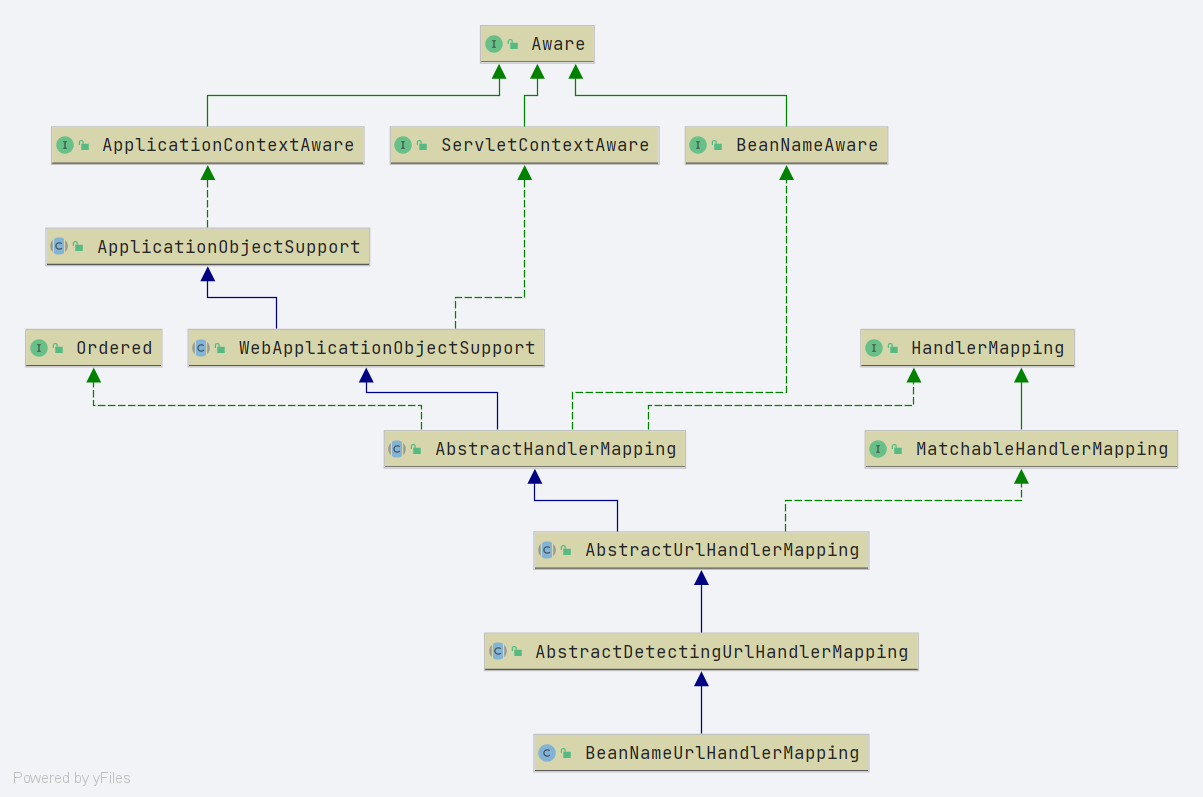 Aware
ApplicationContextAware
ServletContextAware
BeanNameAware
ApplicationObjectSupport
Ordered
WebApplicationObjectSupport
HandlerMapping
AbstractHandlerMapping
MatchableHandlerMapping
AbstractUrlHandlerMapping
AbstractDetectingUrlHandlerMapping
BeanNameUrlHandlerMapping
Powered by yFiles